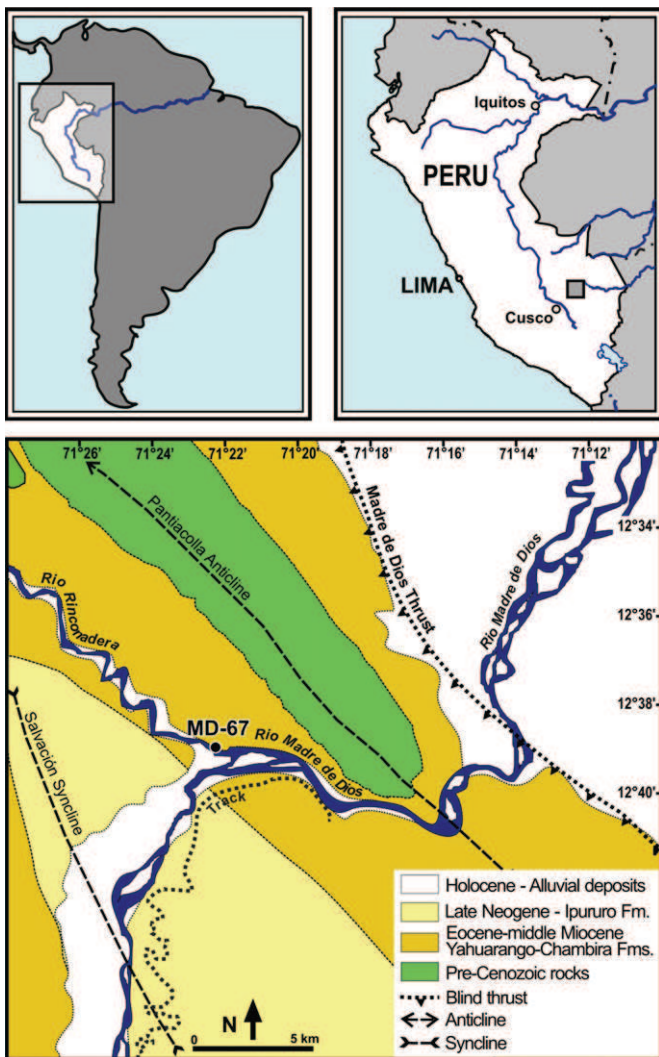 Iquitos
PERU
LIMA
Cusco
71°26' 71°24' 71°22' 71°20' 71°18' 71°16' 71°14' 71°12'
12°34'
12°36'
12°38'
12°40'
Pantiacolla Anticline
Madre de Dios Thrust
Rio Madre de Dios
Rio Rinconadera
MD-67
Rio Madre de Dios
Salvación Syncline
Track
Holocene - Alluvial deposits
Late Neogene - Ipururo Fm.
Eocene-middle Miocene
Yahuarango-Chambira Fms.
Pre-Cenozoic rocks
Blind thrust
Anticline
Syncline
N
0 5 km